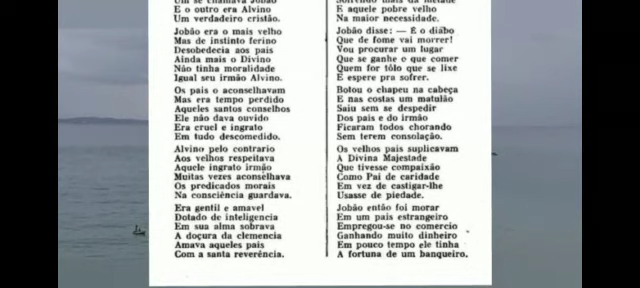 Um se chamava Jobão
E o outro era Alvino
Um verdadeiro cristão.
Jobão era o mais velho
Mas de instinto ferino
Desobedecia aos pais
Ainda mais o Divino
Não tinha moralidade
Igual seu irmão Alvino.
Os pais o aconselhavam
Mas era tempo perdido
Aqueles santos conselhos
Ele não dava ouvido
Era cruel e ingrato
Em tudo descomedido.
Alvino pelo contrario
Aos velhos respeitava
Aquele ingrato irmão
Muitas vezes aconselhava
Os predicados morais
Na consciência guardava.
Era gentil e amavel
Dotado de inteligencia
Em sua alma sobrava
A doçura da clemencia
Amava aqueles pais
Com a santa reverência.
Sofrendo mais da metade
E aquele pobre velho
Na maior necessidade.
Jobão disse: — E o diabo
Que de fome vai morrer!
Vou procurar um lugar
Que se ganhe o que comer
Quem for tôlo que se lixe
E espere pra sofrer.
Botou o chapeu na cabeça
E nas costas um matulão
Saiu sem se despedir
Dos pais e do irmão
Ficaram todos chorando
Sem terem consolação.
Os velhos pais suplicavam
A Divina Majestade
Que tivesse compaixão
Como Pai de caridade
Em vez de castigar-lhe
Usasse de piedade.
Jobão então foi morar
Em um pais estrangeiro
Empregou-se no comercio
Ganhando muito dinheiro
Em pouco tempo ele tinha
A fortuna de um banqueiro.